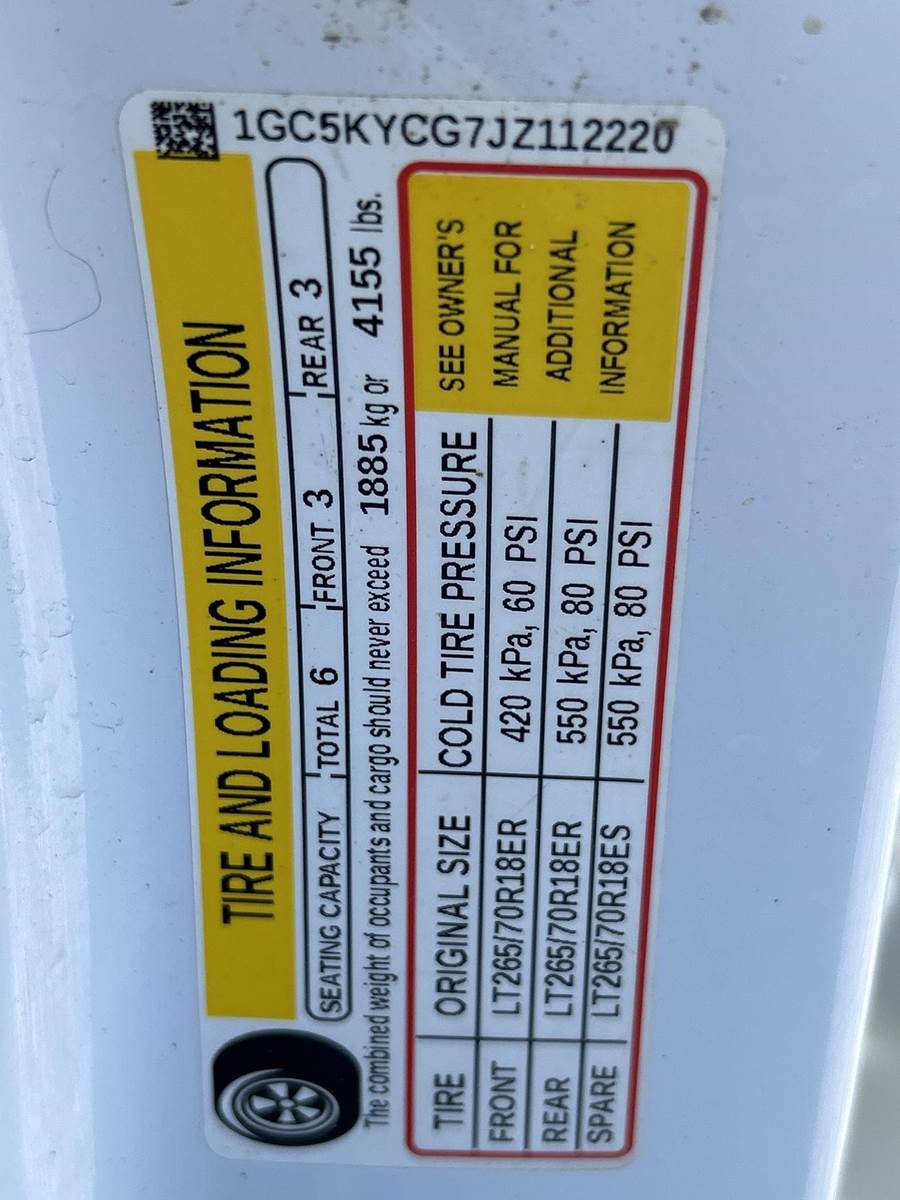 1GC5KYCG7JZ112220
TIRE AND LOADING INFORMATION
SEATING CAPACITY TOTAL 6 FRONT 3 REAR 3
The combined weight of occupants and cargo should never exceed 1885 kg or 4155 lbs.
TIRE ORIGINAL SIZE COLD TIRE PRESSURE
FRONT LT265/70R18ER 420 kPa, 60 PSI
REAR LT265/70R18ER 550 kPa, 80 PSI
SPARE LT265/70R18ES 550 kPa, 80 PSI
SEE OWNER'S
MANUAL FOR
ADDITIONAL
INFORMATION